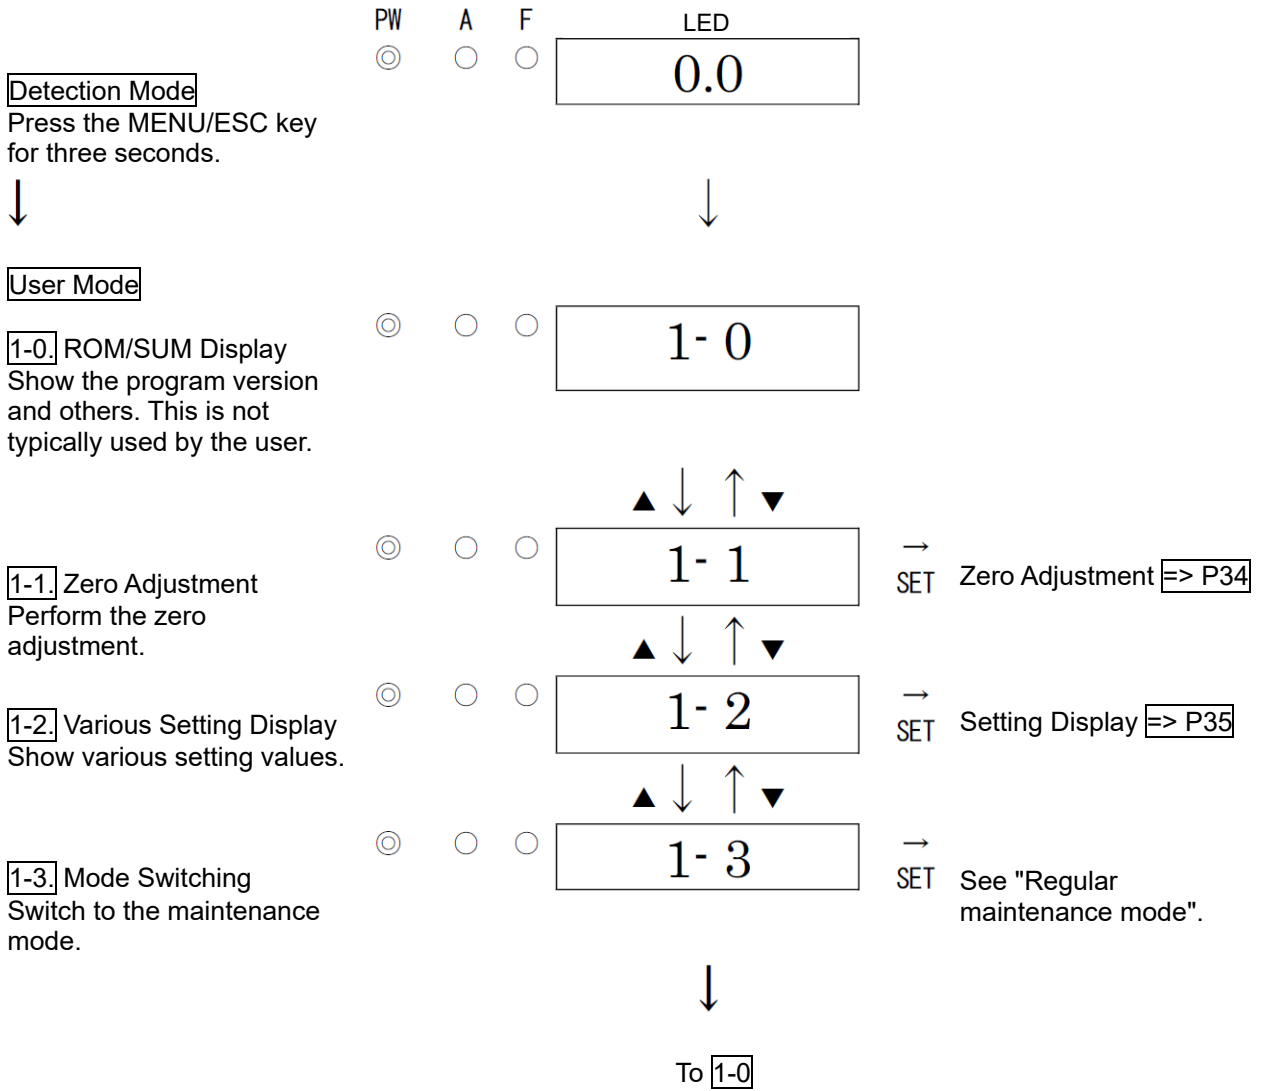 PW A F LED
0.0
Detection Mode
Press the MENU/ESC key
for three seconds.
↓ ↓
User Mode
1- 0
1-0. ROM/SUM Display
Show the program version
and others. This is not
typically used by the user.
▲ ↓ ↑ ▼
1- 1 →
SET Zero Adjustment => P34
1-1. Zero Adjustment
Perform the zero
adjustment.
▲ ↓ ↑ ▼
1- 2 →
SET Setting Display => P35
1-2. Various Setting Display
Show various setting values.
▲ ↓ ↑ ▼
1- 3 →
SET See "Regular
maintenance mode".
1-3. Mode Switching
Switch to the maintenance
mode.
↓
To 1-0